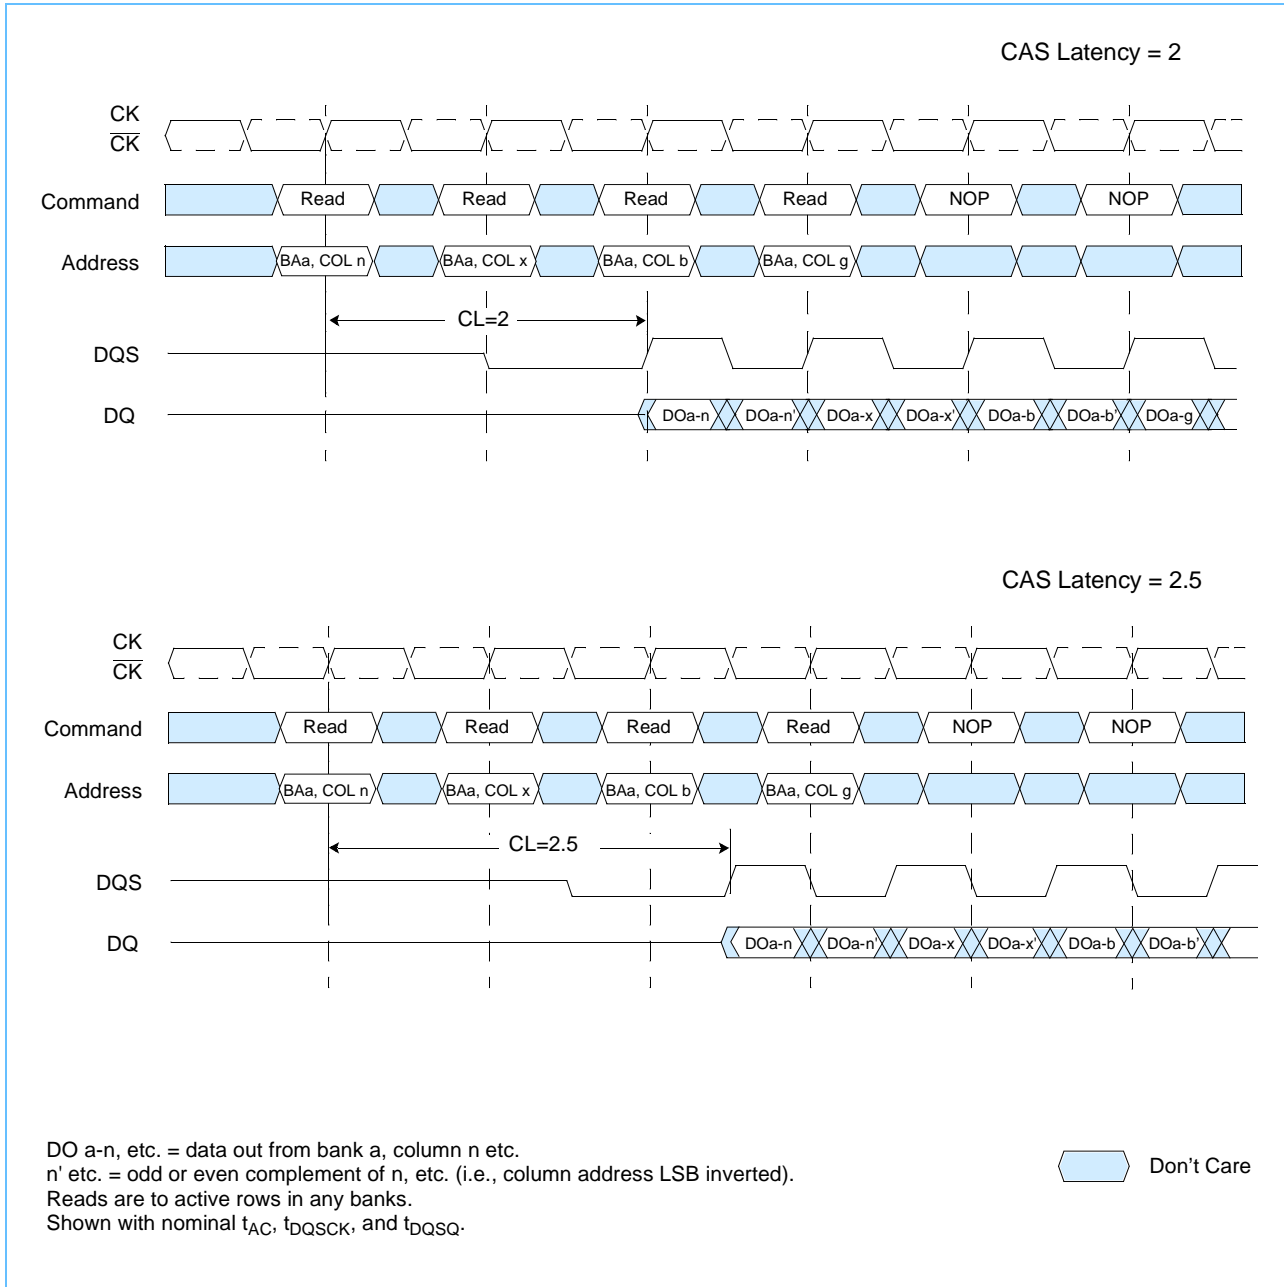 CAS Latency = 2
CK
CK
Command Read Read Read Read NOP NOP
Address BAa, COL n BAa, COL x BAa, COL b BAa, COL g
CL=2
DQS
DQ DOa-n DOa-n' DOa-x DOa-x' DOa-b DOa-b' DOa-g
CAS Latency = 2.5
CK
CK
Command Read Read Read Read NOP NOP
Address BAa, COL n BAa, COL x BAa, COL b BAa, COL g
CL=2.5
DQS
DQ DOa-n DOa-n' DOa-x DOa-x' DOa-b DOa-b'
DO a-n, etc. = data out from bank a, column n etc.
n' etc. = odd or even complement of n, etc. (i.e., column address LSB inverted).
Reads are to active rows in any banks.
Shown with nominal tAC, tDQSCK, and tDQSQ.
Don't Care